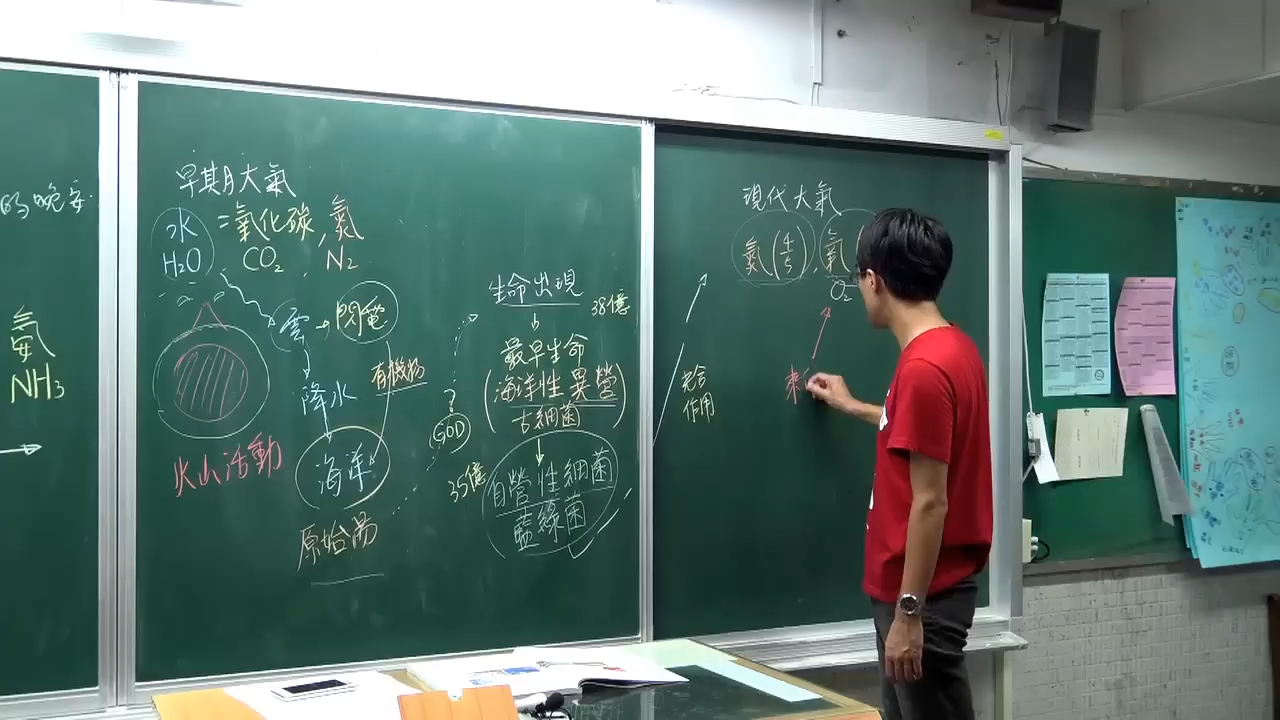 的晚安
氨
NH₃
早期大氣
水 二氧化碳,氮
H₂O CO₂ , N₂
雲→閃電
有機物
降水
海洋
火山活動
原始湯
生命出現
38億
最早生命
(海洋性異營
古細菌)
?
GOD
35億
自營性細菌
藍綠菌
光合
作用
現代大氣
氮(4/5),氧
O₂
來